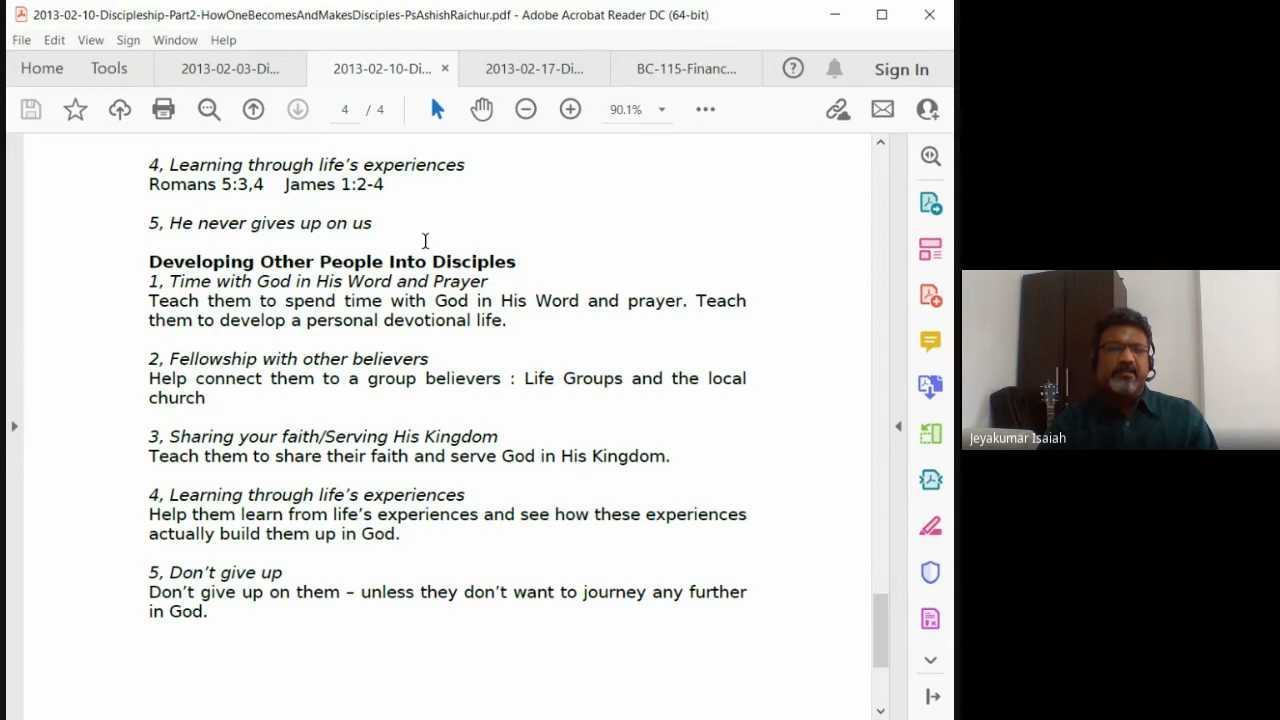 2013-02-10-Discipleship-Part2-HowOneBecomesAndMakesDisciples-PsAshishRaichur.pdf - Adobe Acrobat Reader DC (64-bit)
File Edit View Sign Window Help
Home Tools 2013-02-03-Di... 2013-02-10-Di... 2013-02-17-Di... BC-115-Financ... Sign In
4 / 4 90.1%
4, Learning through life's experiences
Romans 5:3,4 James 1:2-4
5, He never gives up on us
Developing Other People Into Disciples
1, Time with God in His Word and Prayer
Teach them to spend time with God in His Word and prayer. Teach
them to develop a personal devotional life.
2, Fellowship with other believers
Help connect them to a group believers : Life Groups and the local
church
3, Sharing your faith/Serving His Kingdom
Teach them to share their faith and serve God in His Kingdom.
4, Learning through life's experiences
Help them learn from life's experiences and see how these experiences
actually build them up in God.
5, Don't give up
Don't give up on them – unless they don't want to journey any further
in God.
Jeyakumar Isaiah